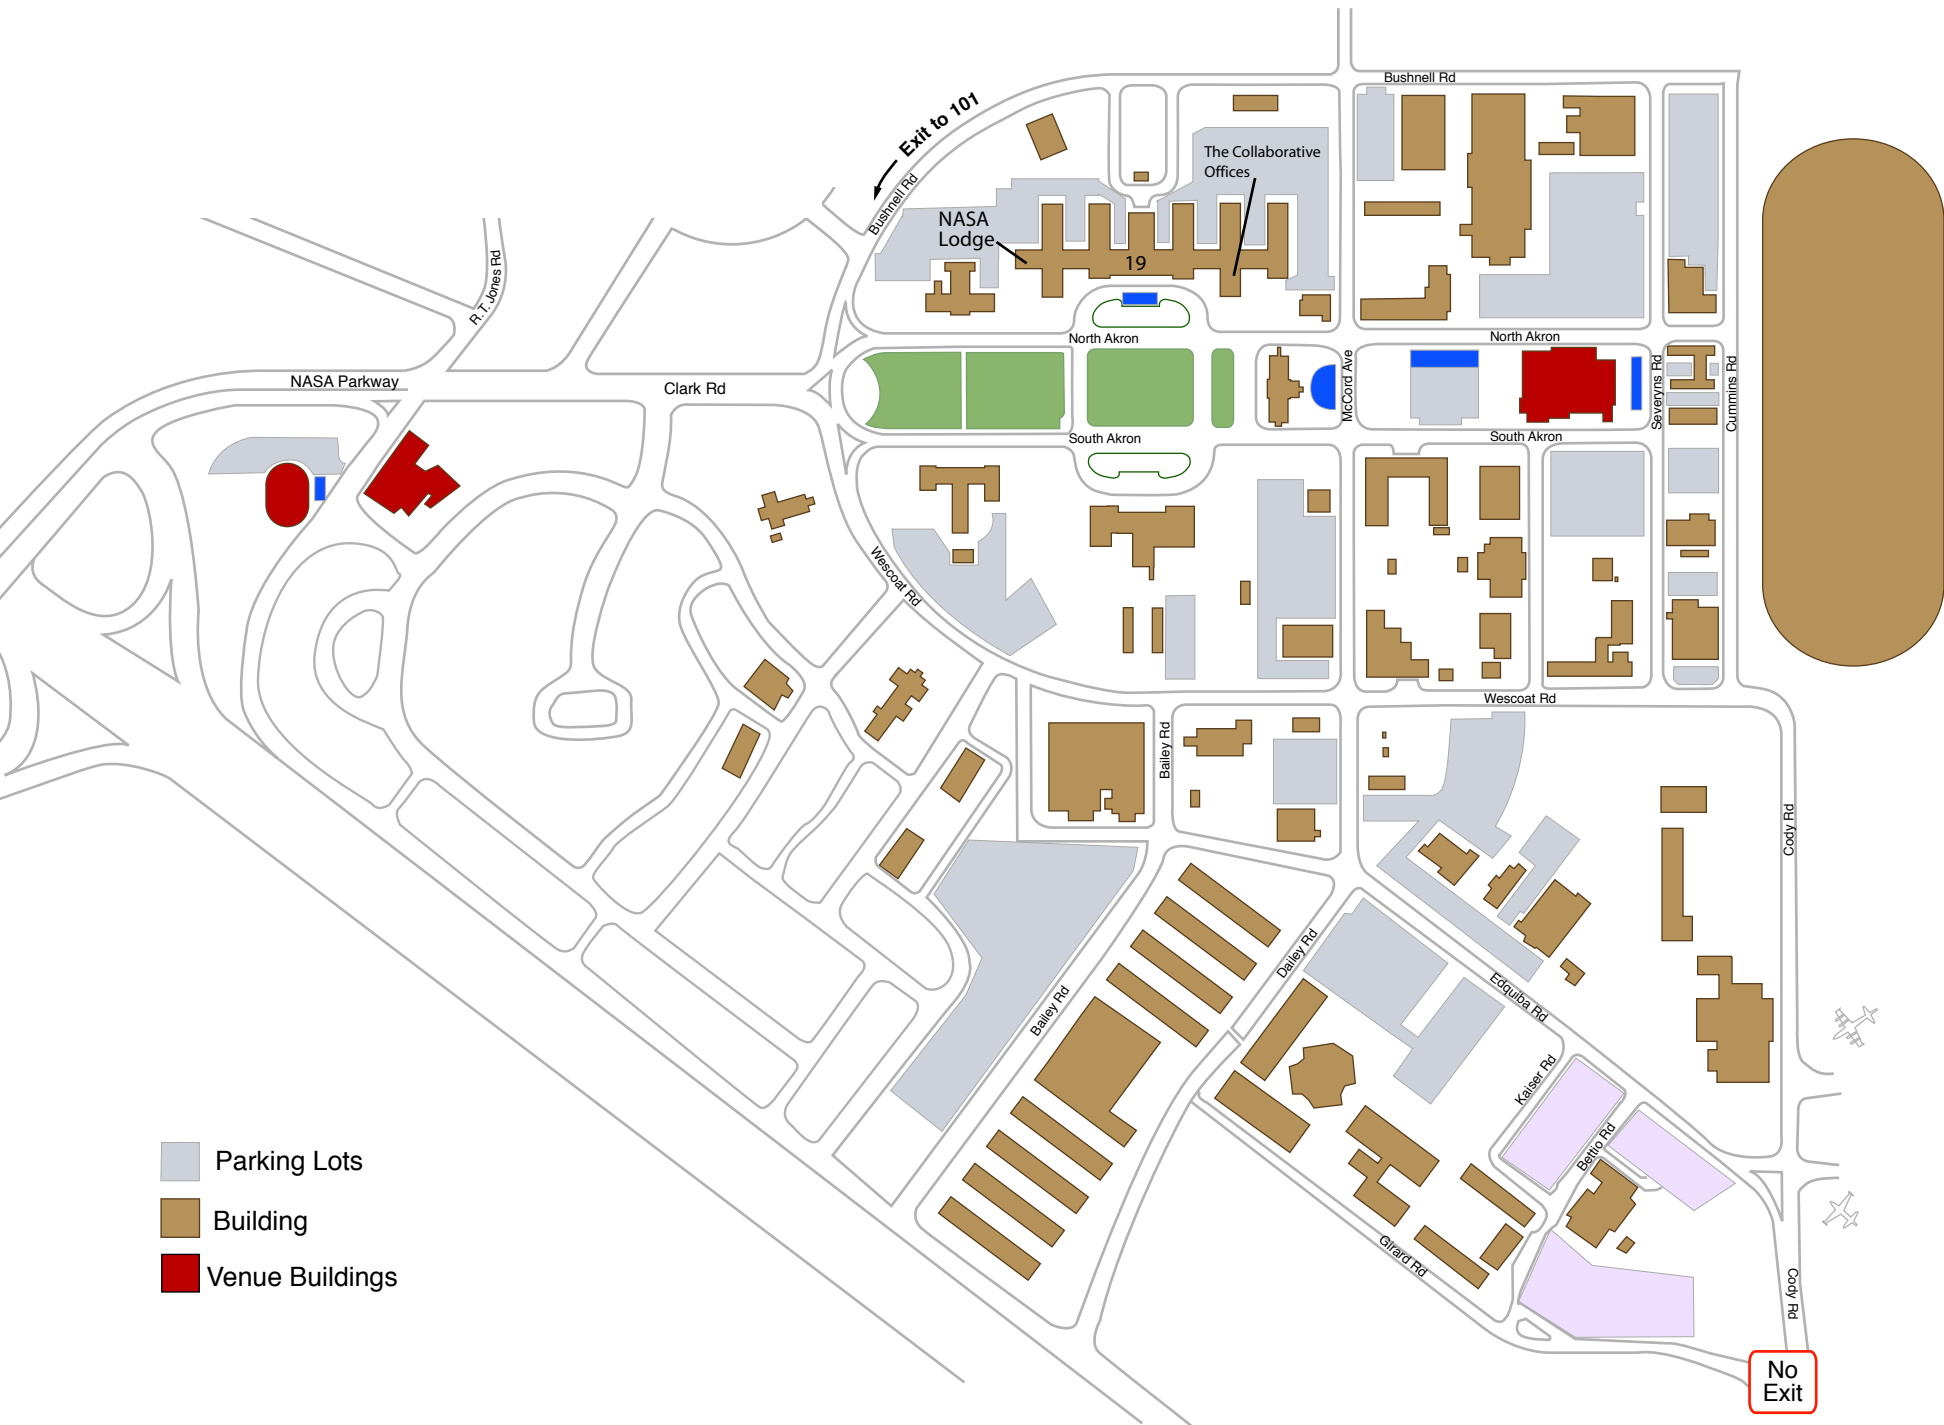 Bushnell Rd
Exit to 101
Bushnell Rd
The Collaborative
Offices
NASA
Lodge
19
R.T. Jones Rd
North Akron
North Akron
NASA Parkway
Clark Rd
McCord Ave
Severyns Rd
Cummins Rd
South Akron
South Akron
Wescoat Rd
Wescoat Rd
Bailey Rd
Cody Rd
Dailey Rd
Edquiba Rd
Bailey Rd
Kaiser Rd
Bettio Rd
Girard Rd
Cody Rd
Parking Lots
Building
Venue Buildings
No
Exit